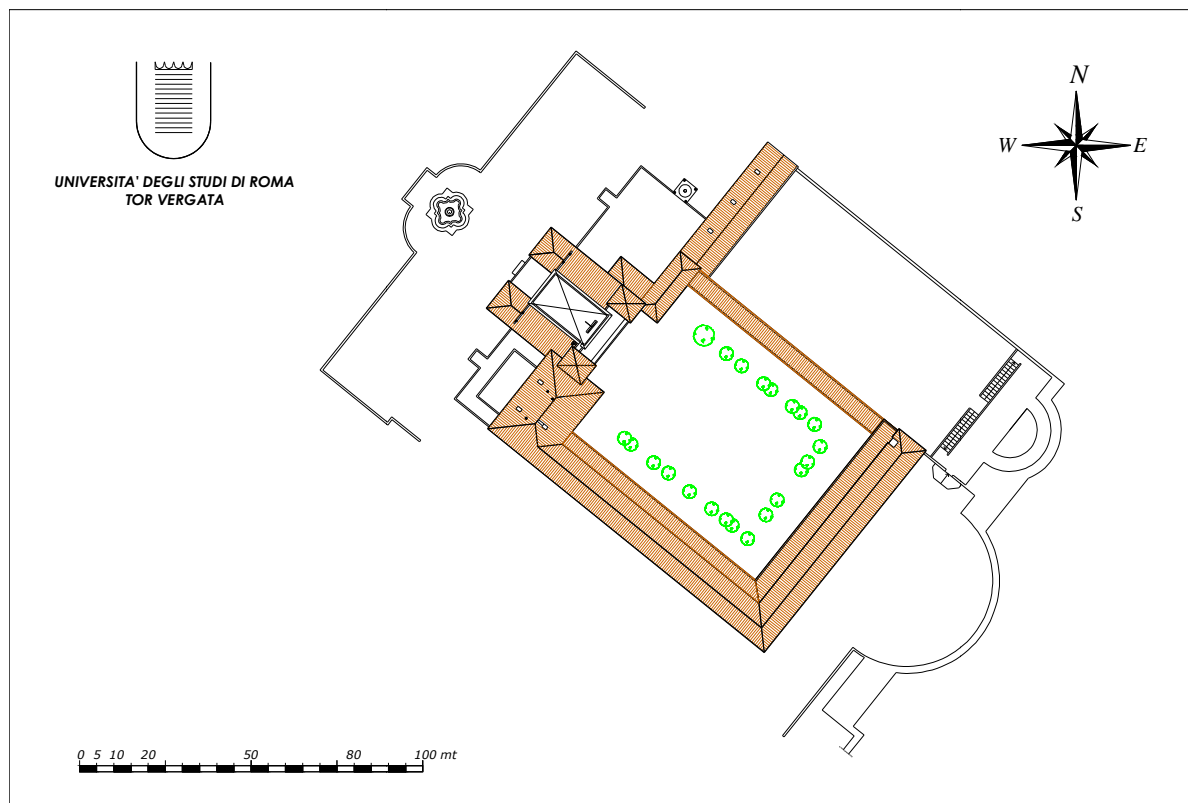 UNIVERSITA' DEGLI STUDI DI ROMA
TOR VERGATA
N
W E
S
0 5 10 20 50 80 100 mt